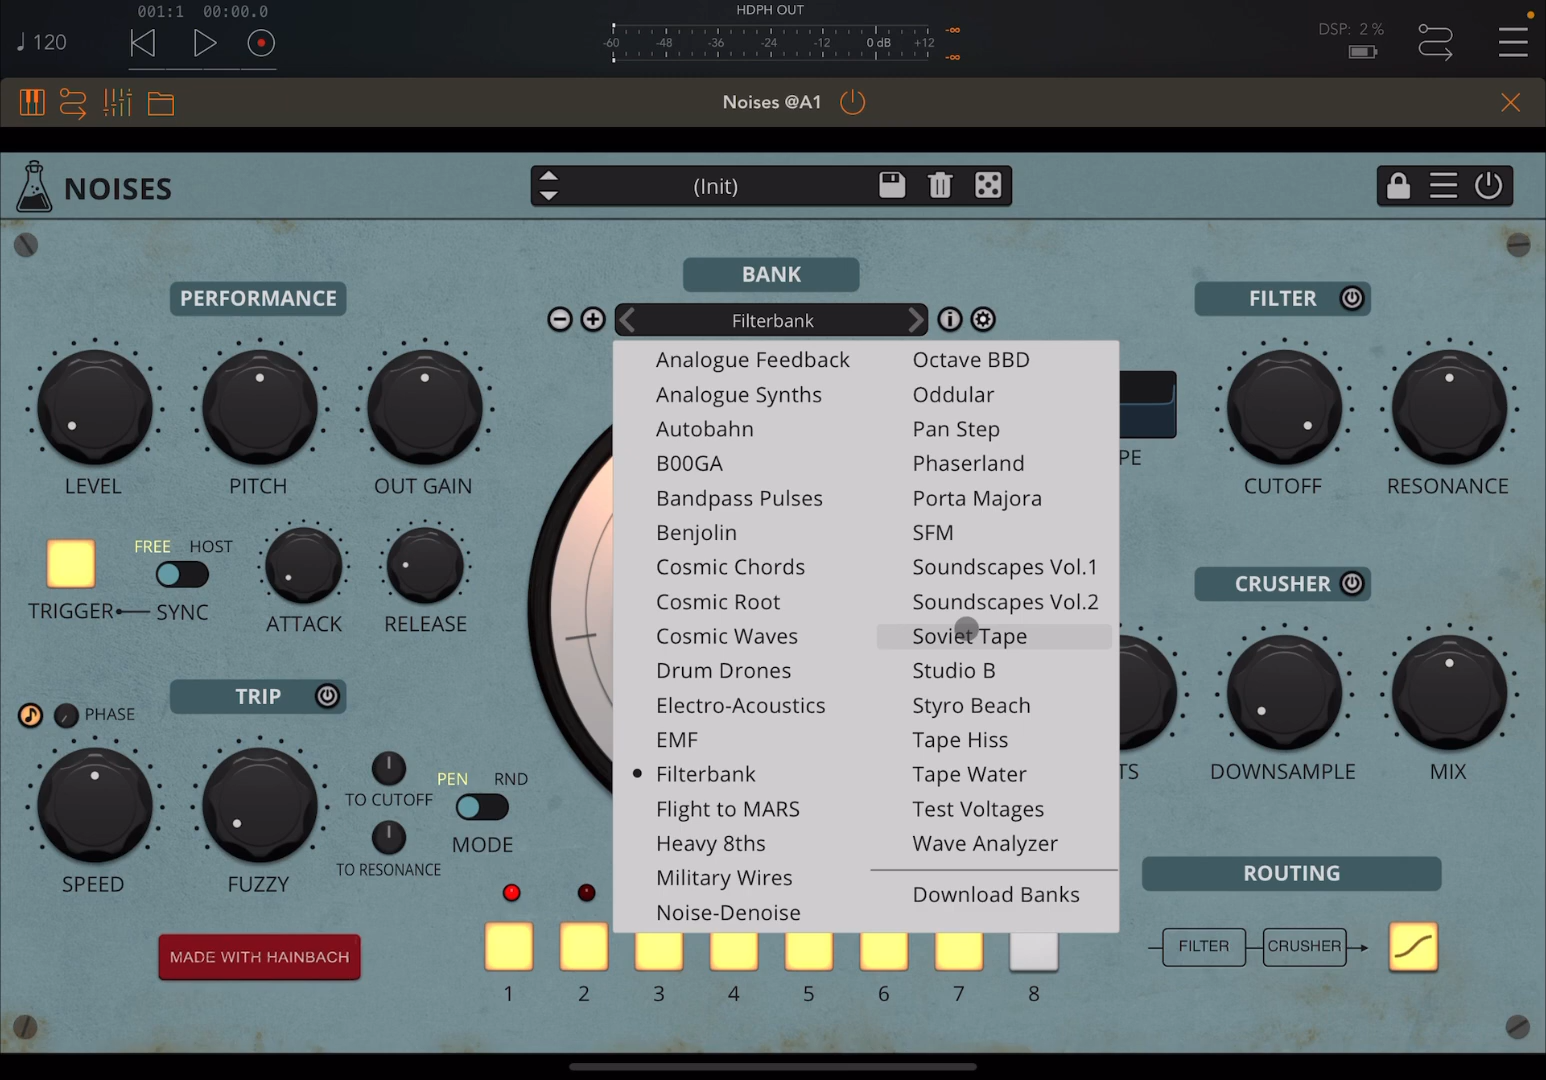 001:1 00:00.0
HDPH OUT
120
-60 -48 -36 -24 -12 0 dB +12
-∞
-∞
DSP: 2 %
Noises @A1
NOISES
(Init)
BANK
PERFORMANCE
FILTER
Filterbank
LEVEL
PITCH
OUT GAIN
CUTOFF
RESONANCE
PE
Analogue Feedback
Analogue Synths
Autobahn
B00GA
Bandpass Pulses
Benjolin
Cosmic Chords
Cosmic Root
Cosmic Waves
Drum Drones
Electro-Acoustics
EMF
Filterbank
Flight to MARS
Heavy 8ths
Military Wires
Noise-Denoise
Octave BBD
Oddular
Pan Step
Phaserland
Porta Majora
SFM
Soundscapes Vol.1
Soundscapes Vol.2
Soviet Tape
Studio B
Styro Beach
Tape Hiss
Tape Water
Test Voltages
Wave Analyzer
Download Banks
FREE HOST
TRIGGER
SYNC
ATTACK
RELEASE
CRUSHER
TRIP
PHASE
TS
DOWNSAMPLE
MIX
PEN RND
TO CUTOFF
MODE
TO RESONANCE
SPEED
FUZZY
ROUTING
MADE WITH HAINBACH
FILTER
CRUSHER
1 2 3 4 5 6 7 8